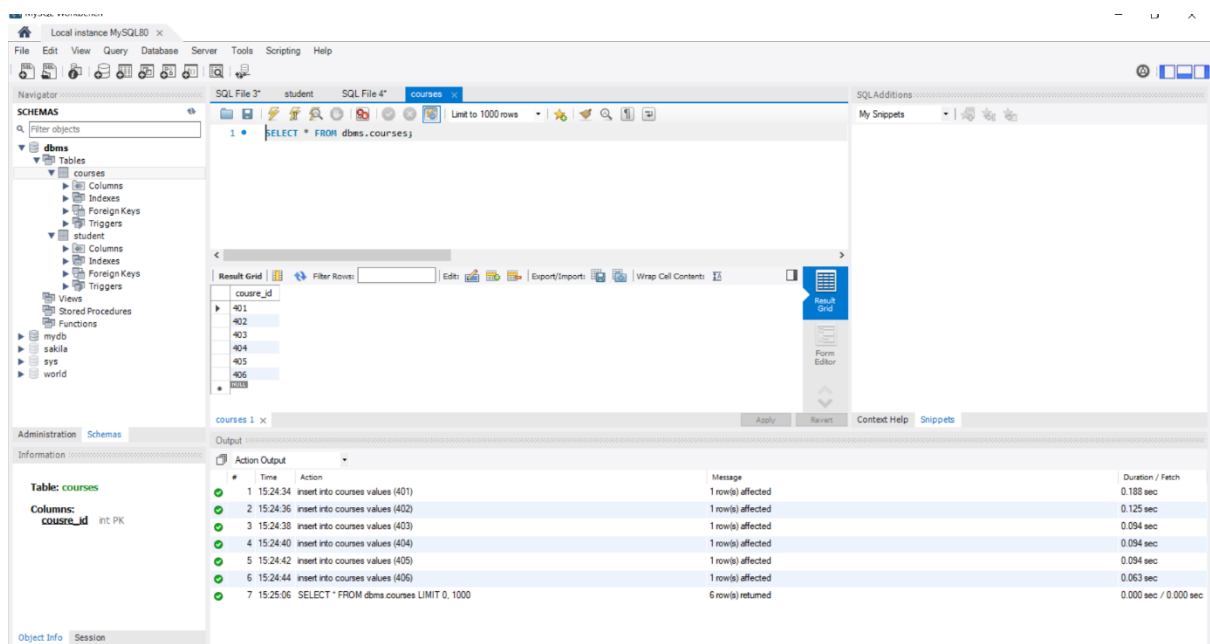 MySQL Workbench
Local instance MySQL80
File Edit View Query Database Server Tools Scripting Help
Navigator
SCHEMAS
Filter objects
dbms
Tables
courses
Columns
Indexes
Foreign Keys
Triggers
student
Columns
Indexes
Foreign Keys
Triggers
Views
Stored Procedures
Functions
mydb
sakila
sys
world
Administration Schemas
Information
Table: courses
Columns:
cousre_id int PK
Object Info Session
SQL File 3* student SQL File 4* courses
Limit to 1000 rows
1 SELECT * FROM dbms.courses;
Result Grid Filter Rows: Edit: Export/Import: Wrap Cell Content:
cousre_id
401
402
403
404
405
406
NULL
Result
Grid
Form
Editor
courses 1 Apply Revert
SQLAdditions
My Snippets
Context Help Snippets
Output
Action Output
# Time Action Message Duration / Fetch
1 15:24:34 insert into courses values (401) 1 row(s) affected 0.188 sec
2 15:24:36 insert into courses values (402) 1 row(s) affected 0.125 sec
3 15:24:38 insert into courses values (403) 1 row(s) affected 0.094 sec
4 15:24:40 insert into courses values (404) 1 row(s) affected 0.094 sec
5 15:24:42 insert into courses values (405) 1 row(s) affected 0.094 sec
6 15:24:44 insert into courses values (406) 1 row(s) affected 0.063 sec
7 15:25:06 SELECT * FROM dbms.courses LIMIT 0, 1000 6 row(s) returned 0.000 sec / 0.000 sec